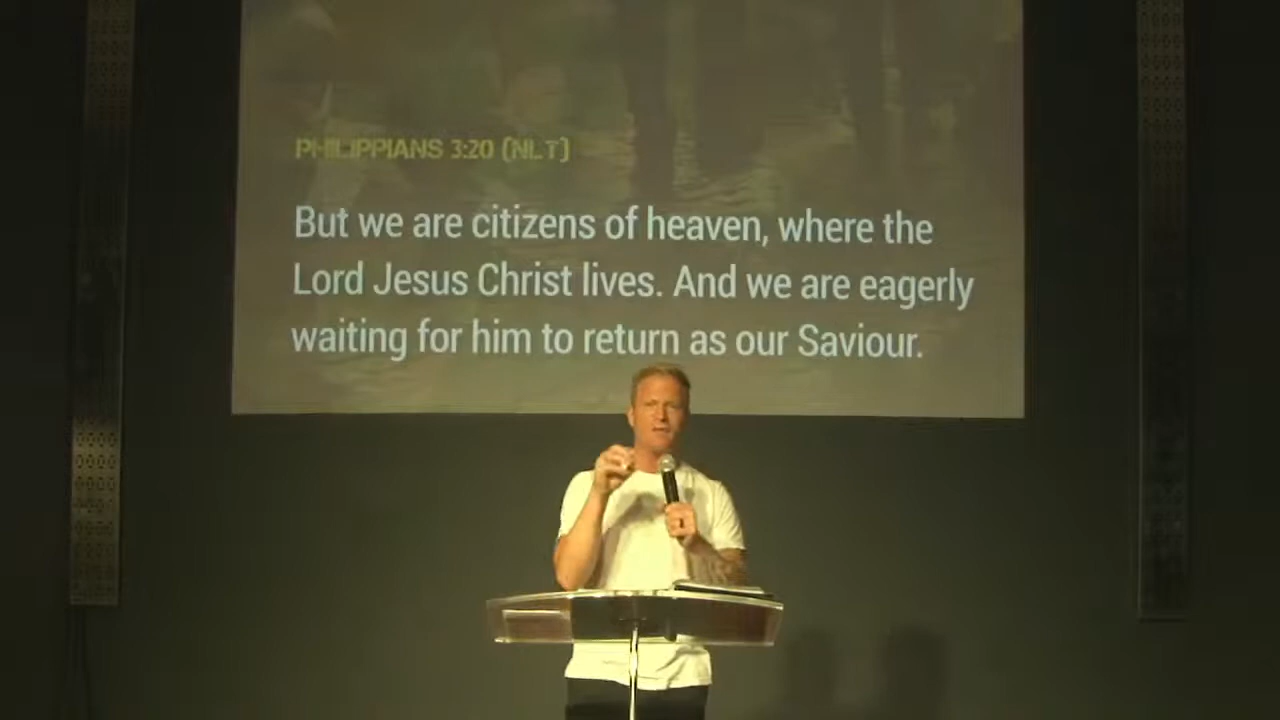 PHILIPPIANS 3:20 (NLT)
But we are citizens of heaven, where the
Lord Jesus Christ lives. And we are eagerly
waiting for him to return as our Saviour.